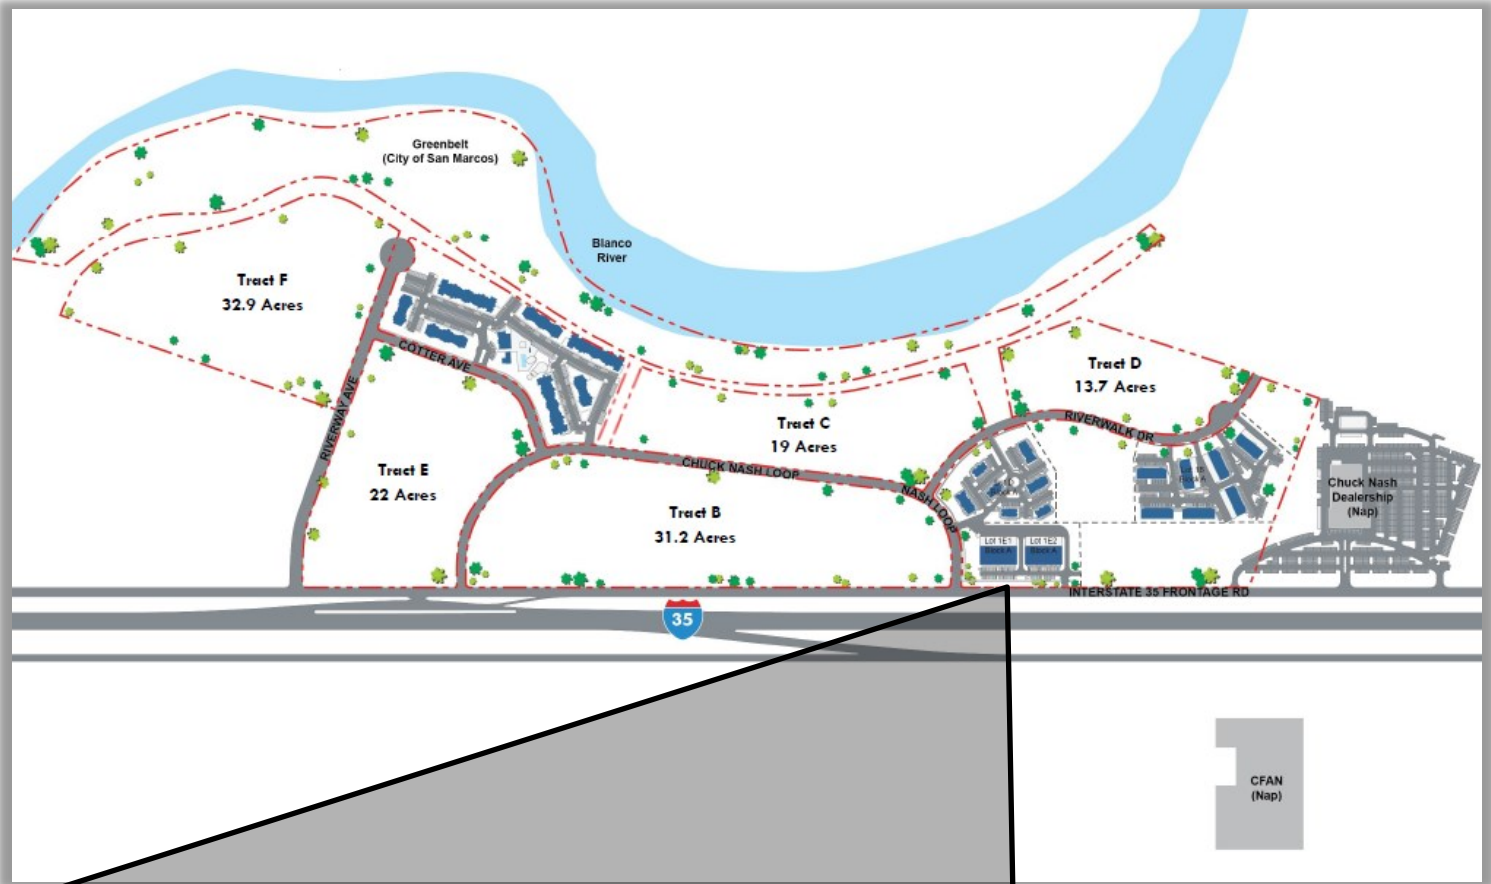 Greenbelt
(City of San Marcos)
Blanco
River
Tract F
32.9 Acres
COTTER AVE
RIVERWAY AVE
Tract E
22 Acres
Tract C
19 Acres
CHUCK NASH LOOP
NASH LOOP
Tract B
31.2 Acres
Tract D
13.7 Acres
RIVERWALK DR
Chuck Nash
Dealership
(Nap)
Lot 1E1
Block A
Lot 1E2
Block A
INTERSTATE 35 FRONTAGE RD
35
CFAN
(Nap)